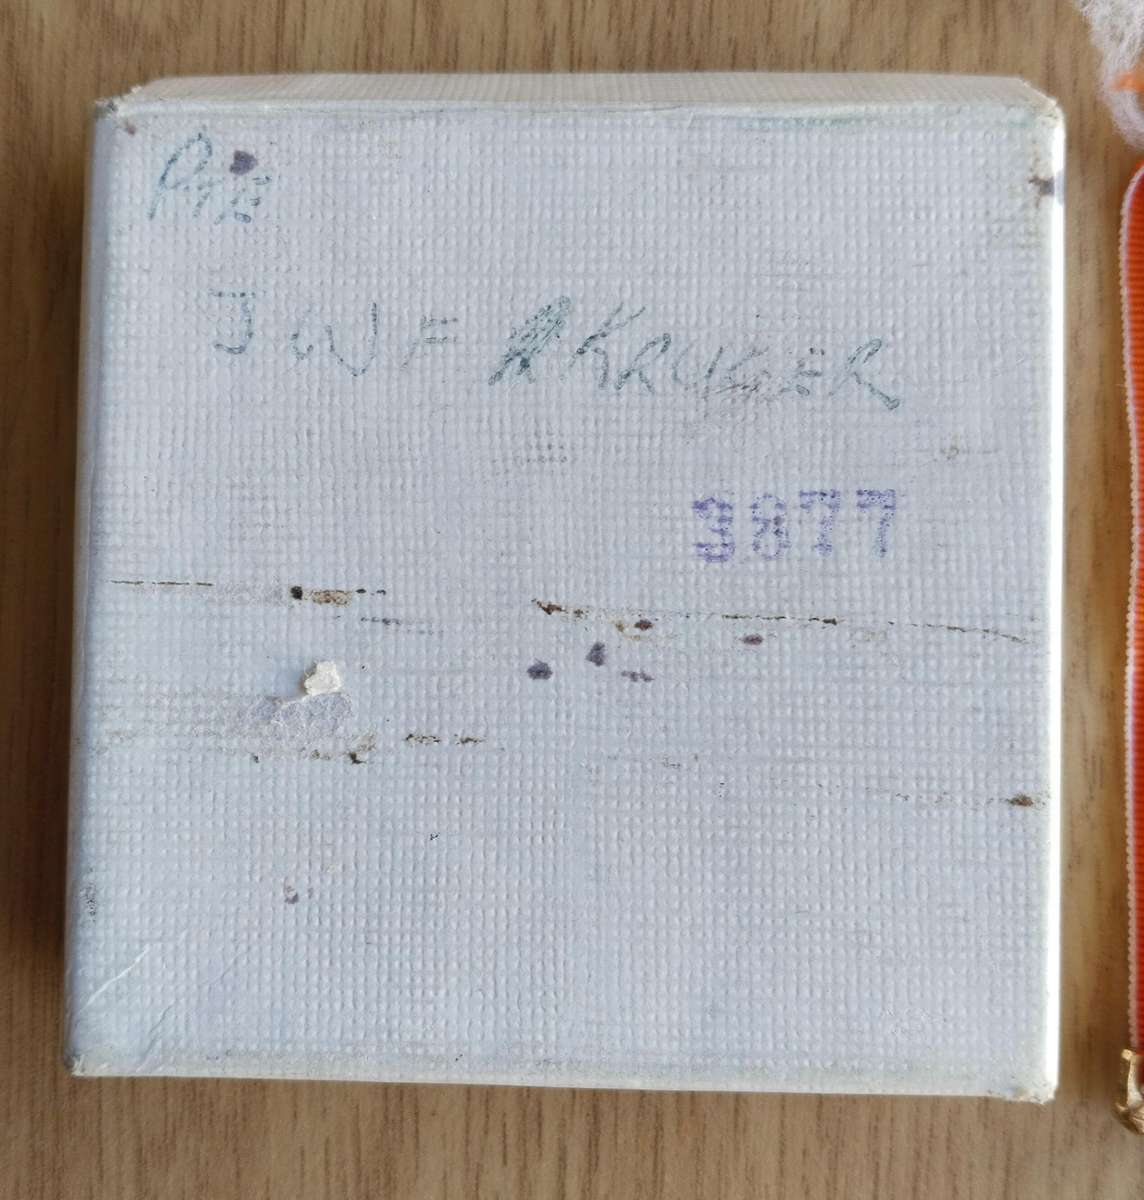 Pte
J W F KRUGER
3877